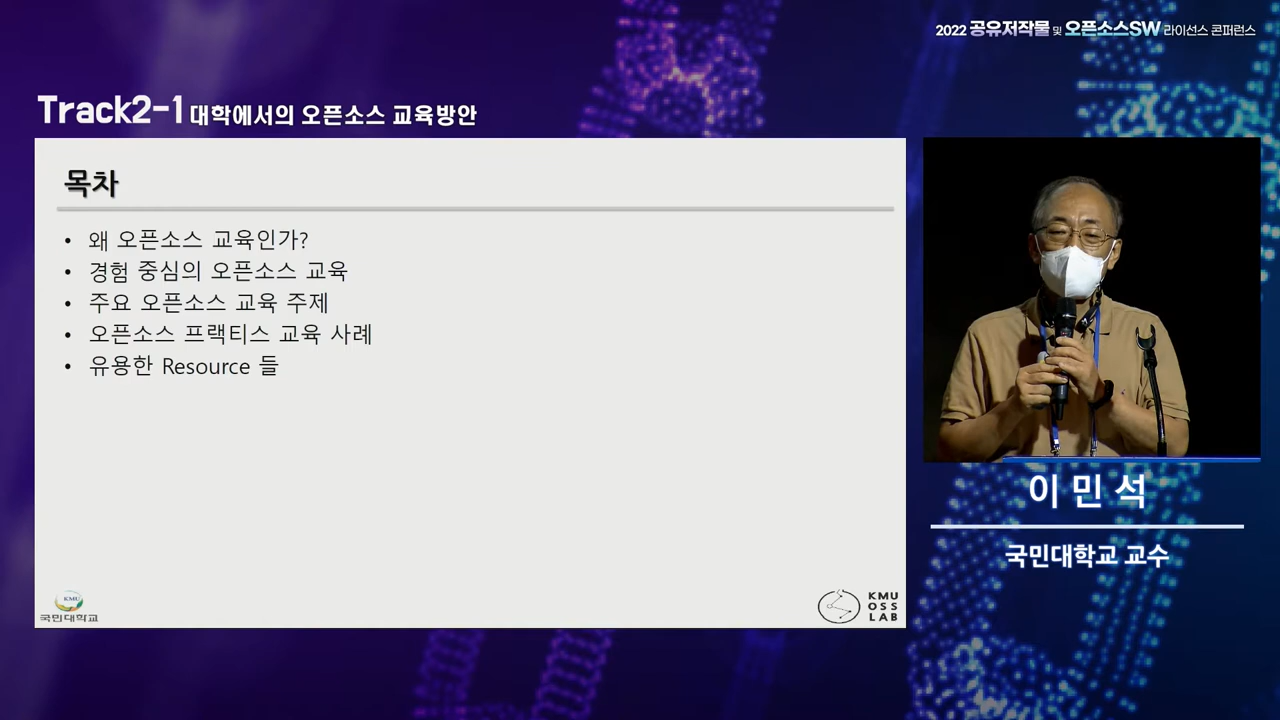 2022 공유저작물 및 오픈소스SW 라이선스 콘퍼런스
Track2-1 대학에서의 오픈소스 교육방안
목차
• 왜 오픈소스 교육인가?
• 경험 중심의 오픈소스 교육
• 주요 오픈소스 교육 주제
• 오픈소스 프랙티스 교육 사례
• 유용한 Resource 들
이민석
국민대학교 교수
KMU
국민대학교
KMU
OSS
LAB